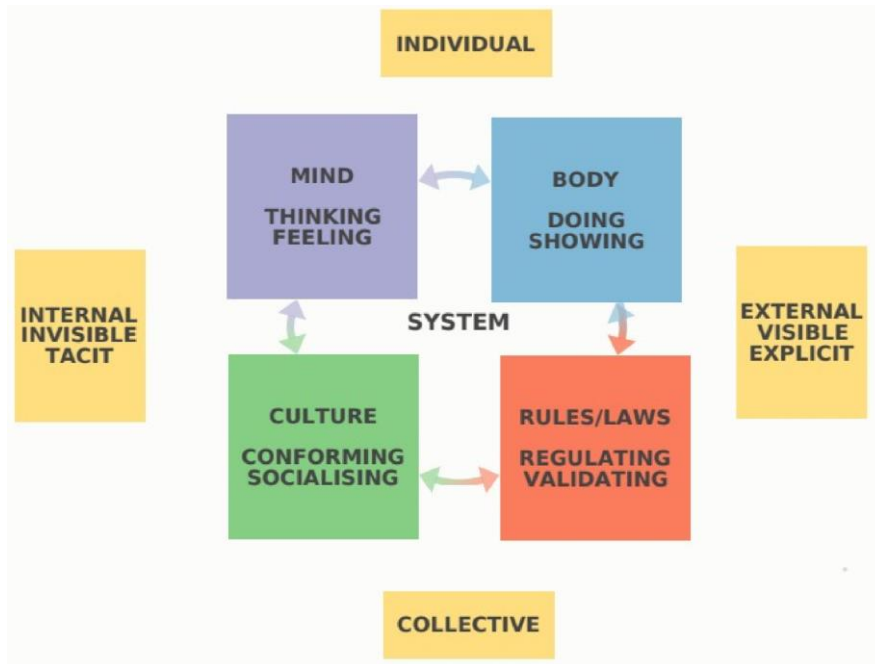 INDIVIDUAL
MIND
THINKING
FEELING
BODY
DOING
SHOWING
INTERNAL
INVISIBLE
TACIT
SYSTEM
EXTERNAL
VISIBLE
EXPLICIT
CULTURE
CONFORMING
SOCIALISING
RULES/LAWS
REGULATING
VALIDATING
COLLECTIVE